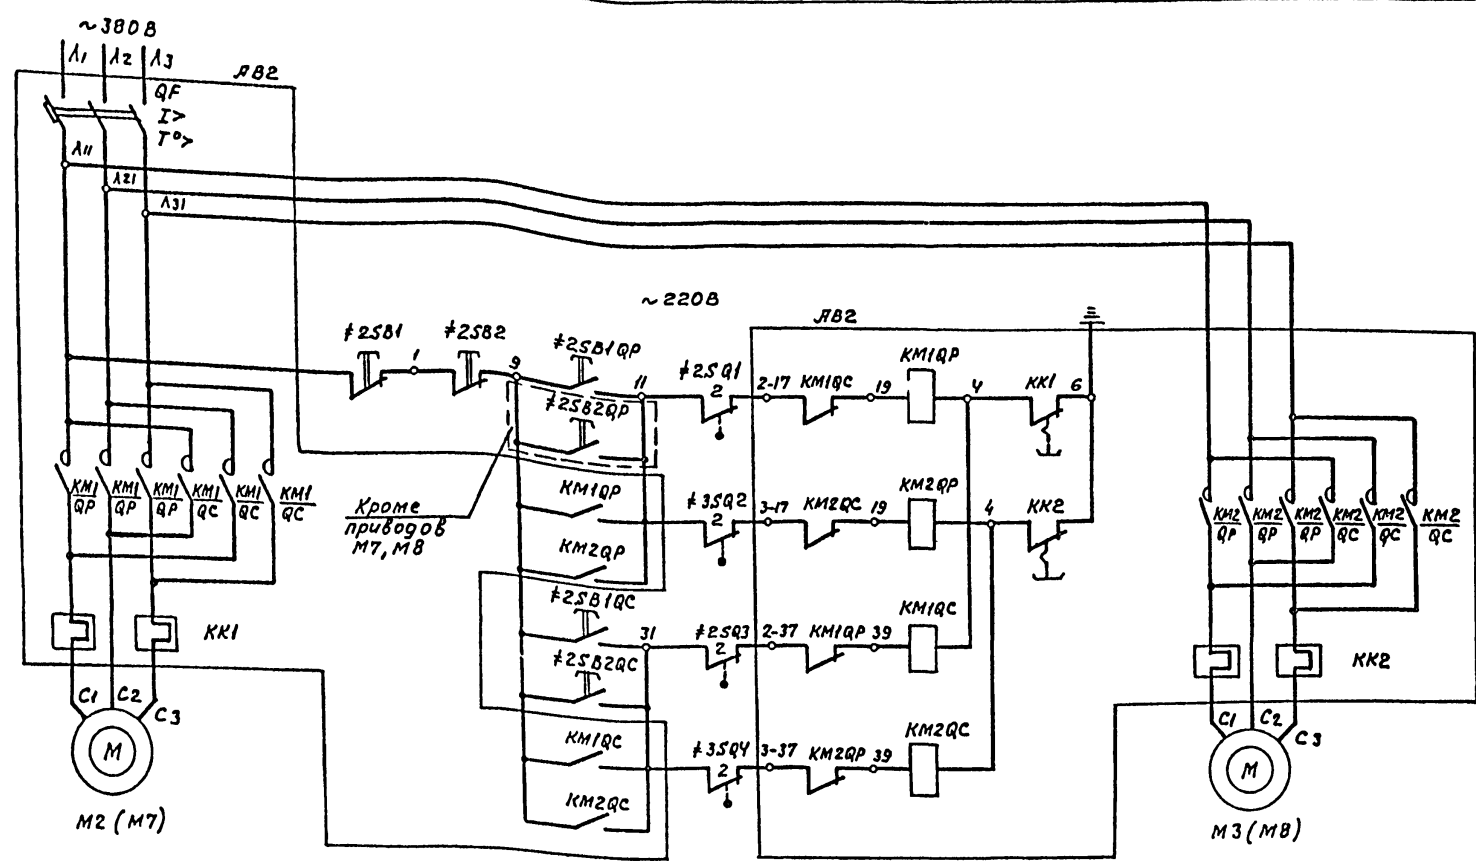 ~380В
Л1 Л2 Л3
ЯВ2
QF
I>
T°>
Л11
Л21
Л31
~220В
ЯВ2
≠2SB1
1
≠2SB2
9
≠2SB1QP
11
≠2SQ1
2
2-17
KM1QC
19
KM1QP
4
KK1
6
≠2SB2QP
KM1
QP
KM1
QP
KM1
QP
KM1
QC
KM1
QC
KM1
QC
Кроме
приводов
М7, М8
KM1QP
≠3SQ2
2
3-17
KM2QC
19
KM2QP
4
KK2
KM2QP
KM2
QP
KM2
QP
KM2
QP
KM2
QC
KM2
QC
KM2
QC
KK1
≠2SB1QC
31
≠2SQ3
2
2-37
KM1QP
39
KM1QC
≠2SB2QC
KK2
C1 C2 C3
M
M2 (M7)
KM1QC
≠3SQ4
2
3-37
KM2QP
39
KM2QC
KM2QC
C1 C2 C3
M
M3 (M8)